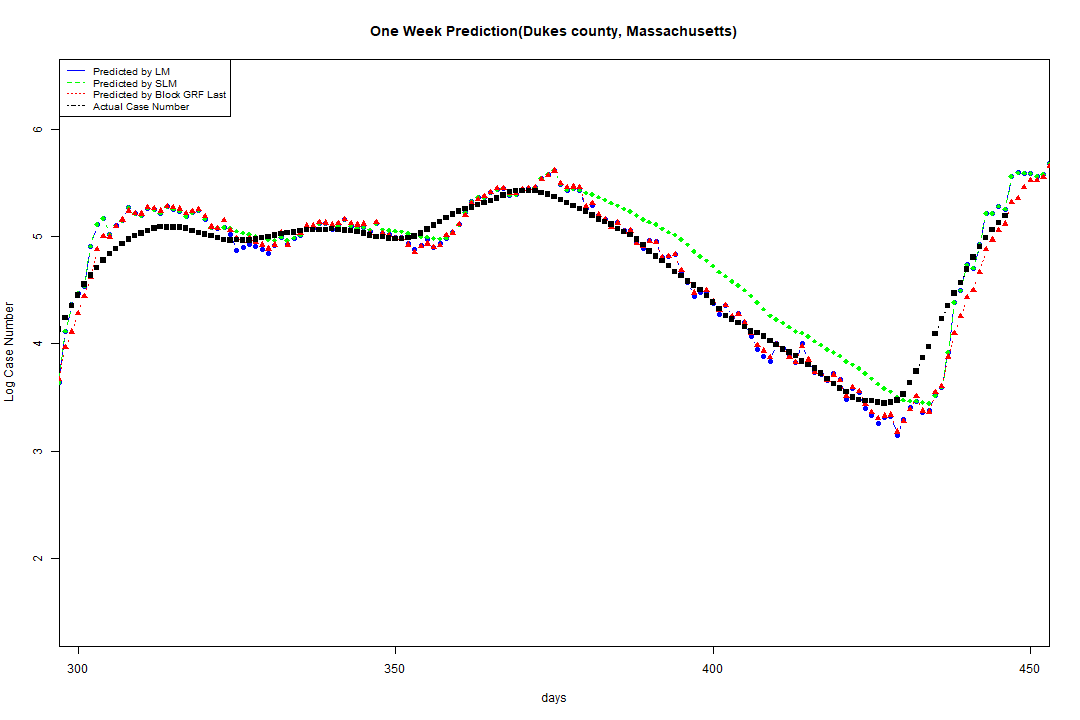 One Week Prediction(Dukes county, Massachusetts)
Predicted by LM
Predicted by SLM
Predicted by Block GRF Last
Actual Case Number
Log Case Number
6
5
4
3
2
300 350 400 450
days